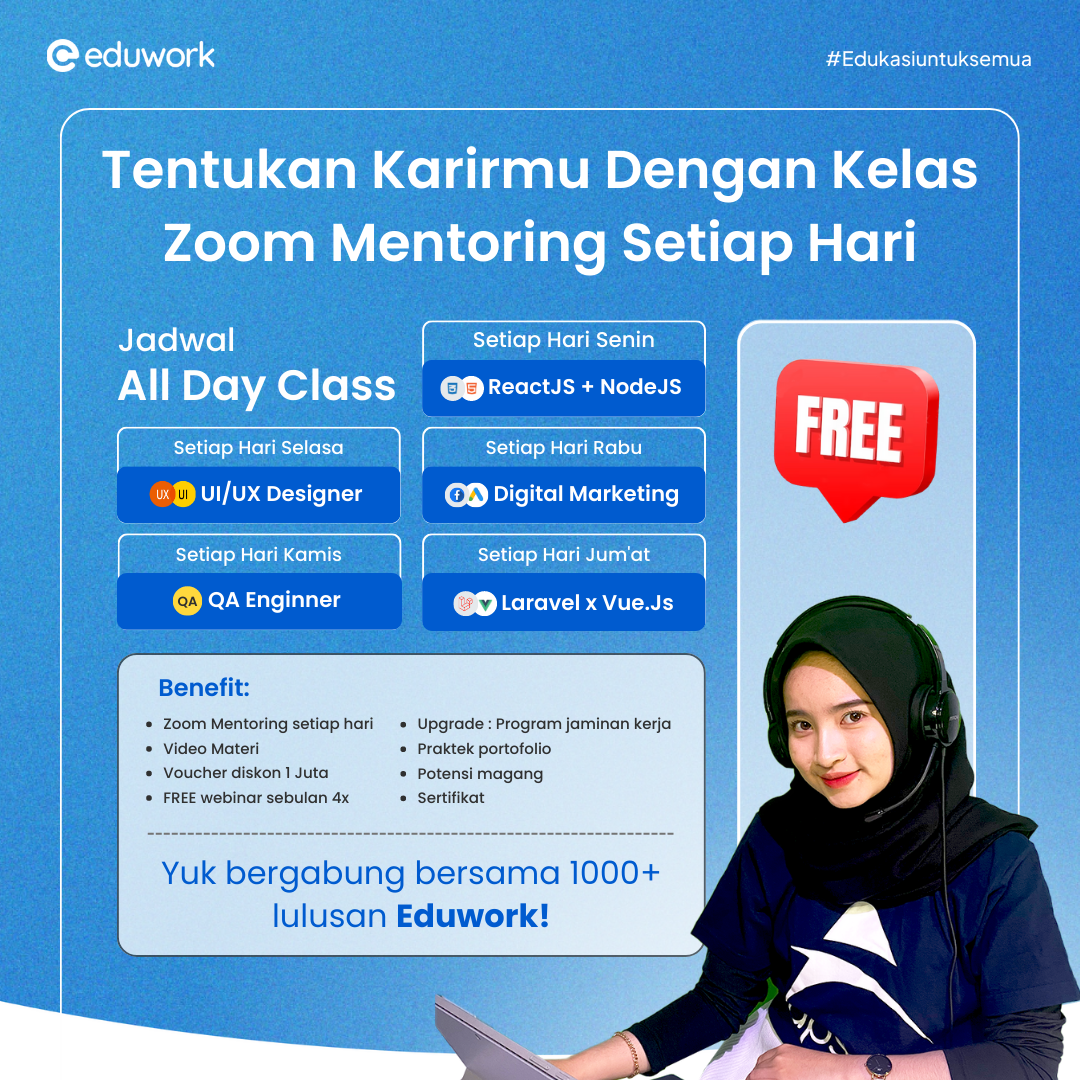 eduwork
#Edukasiuntuksemua
Tentukan Karirmu Dengan Kelas
Zoom Mentoring Setiap Hari
Jadwal
All Day Class
Setiap Hari Senin
ReactJS + NodeJS
Setiap Hari Selasa
UX UI UI/UX Designer
Setiap Hari Rabu
Digital Marketing
Setiap Hari Kamis
QA QA Enginner
Setiap Hari Jum'at
Laravel x Vue.Js
FREE
Benefit:
Zoom Mentoring setiap hari
Video Materi
Voucher diskon 1 Juta
FREE webinar sebulan 4x
Upgrade : Program jaminan kerja
Praktek portofolio
Potensi magang
Sertifikat
Yuk bergabung bersama 1000+
lulusan Eduwork!